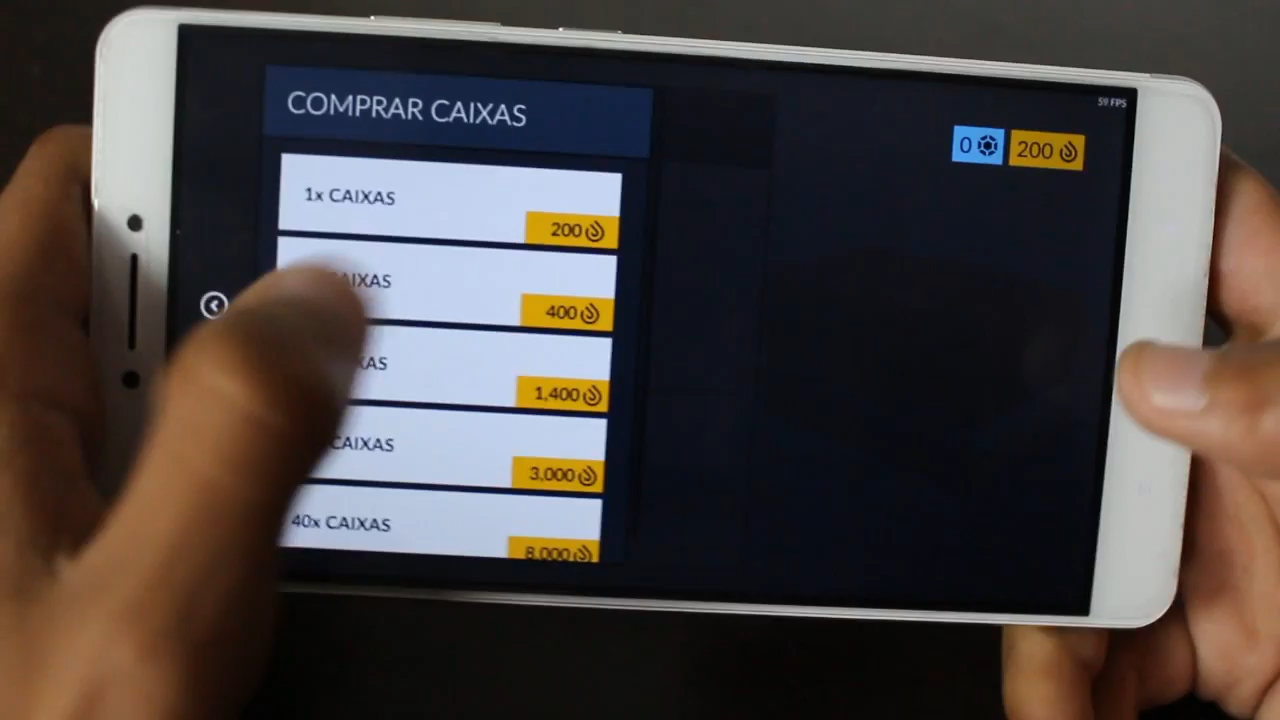 COMPRAR CAIXAS
59 FPS
0
200
1x CAIXAS
200
CAIXAS
400
1,400
CAIXAS
3,000
40x CAIXAS
8,000